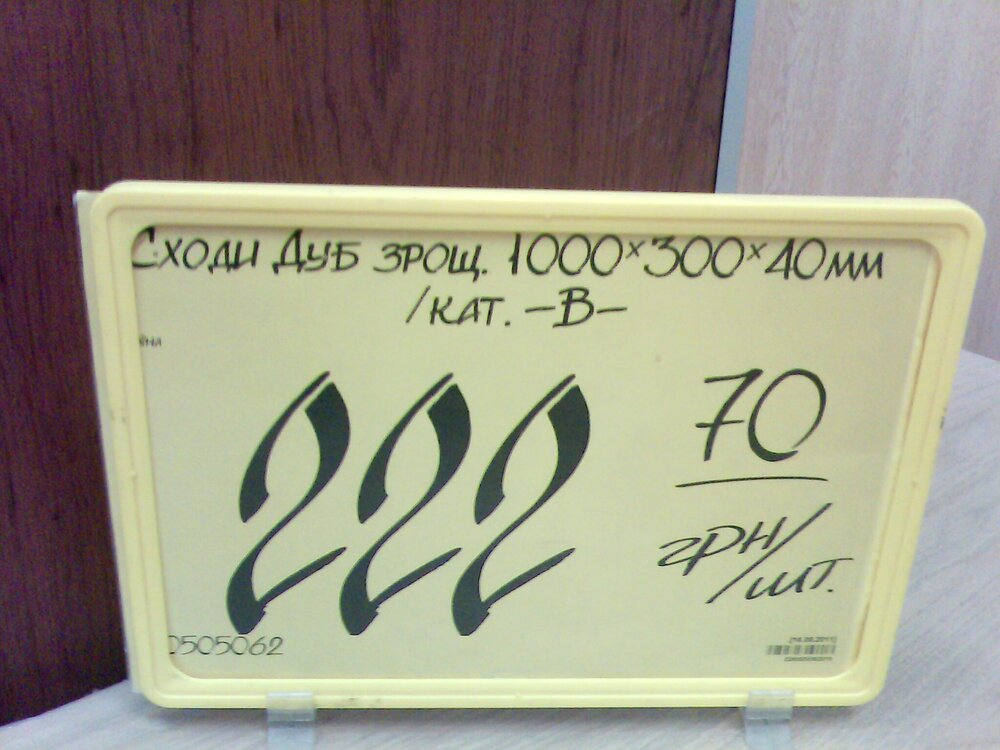 Сходи Дуб зрощ. 1000×300×40мм
/кат. –В–
222 70
грн/шт.
0505062